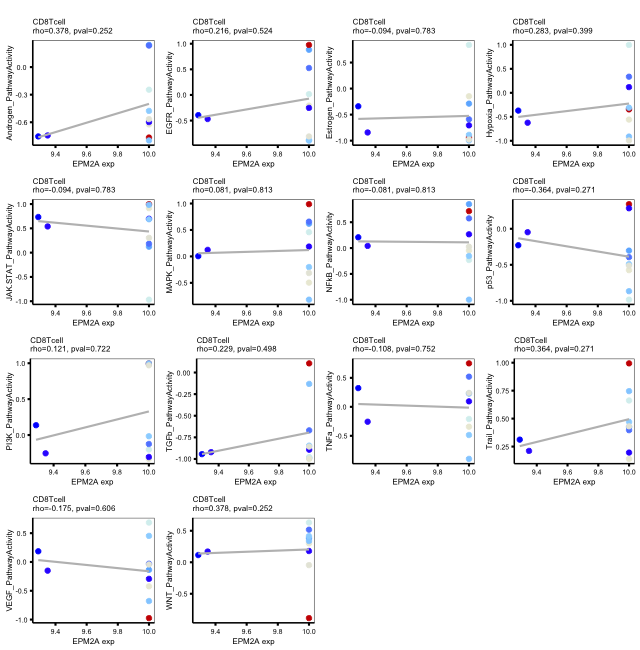 CD8Tcell
rho=0.378, pval=0.252
Androgen_PathwayActivity
0.0
-0.3
-0.6
9.4 9.6 9.8 10.0
EPM2A exp
CD8Tcell
rho=0.216, pval=0.524
EGFR_PathwayActivity
1.0
0.5
0.0
-0.5
9.4 9.6 9.8 10.0
EPM2A exp
CD8Tcell
rho=-0.094, pval=0.783
Estrogen_PathwayActivity
0.5
0.0
-0.5
-1.0
9.4 9.6 9.8 10.0
EPM2A exp
CD8Tcell
rho=0.283, pval=0.399
Hypoxia_PathwayActivity
1.0
0.5
0.0
-0.5
-1.0
9.4 9.6 9.8 10.0
EPM2A exp
CD8Tcell
rho=-0.094, pval=0.783
JAK.STAT_PathwayActivity
1.0
0.5
0.0
-0.5
-1.0
9.4 9.6 9.8 10.0
EPM2A exp
CD8Tcell
rho=0.081, pval=0.813
MAPK_PathwayActivity
1.0
0.5
0.0
-0.5
9.4 9.6 9.8 10.0
EPM2A exp
CD8Tcell
rho=-0.081, pval=0.813
NFkB_PathwayActivity
0.5
0.0
-0.5
-1.0
9.4 9.6 9.8 10.0
EPM2A exp
CD8Tcell
rho=-0.364, pval=0.271
p53_PathwayActivity
0.0
-0.5
-1.0
9.4 9.6 9.8 10.0
EPM2A exp
CD8Tcell
rho=0.121, pval=0.722
PI3K_PathwayActivity
1.0
0.5
0.0
9.4 9.6 9.8 10.0
EPM2A exp
CD8Tcell
rho=0.229, pval=0.498
TGFb_PathwayActivity
0.00
-0.25
-0.50
-0.75
-1.00
9.4 9.6 9.8 10.0
EPM2A exp
CD8Tcell
rho=-0.108, pval=0.752
TNFa_PathwayActivity
0.5
0.0
-0.5
9.4 9.6 9.8 10.0
EPM2A exp
CD8Tcell
rho=0.364, pval=0.271
Trail_PathwayActivity
1.00
0.75
0.50
0.25
9.4 9.6 9.8 10.0
EPM2A exp
CD8Tcell
rho=-0.175, pval=0.606
VEGF_PathwayActivity
0.5
0.0
-0.5
-1.0
9.4 9.6 9.8 10.0
EPM2A exp
CD8Tcell
rho=0.378, pval=0.252
WNT_PathwayActivity
0.5
0.0
-0.5
9.4 9.6 9.8 10.0
EPM2A exp